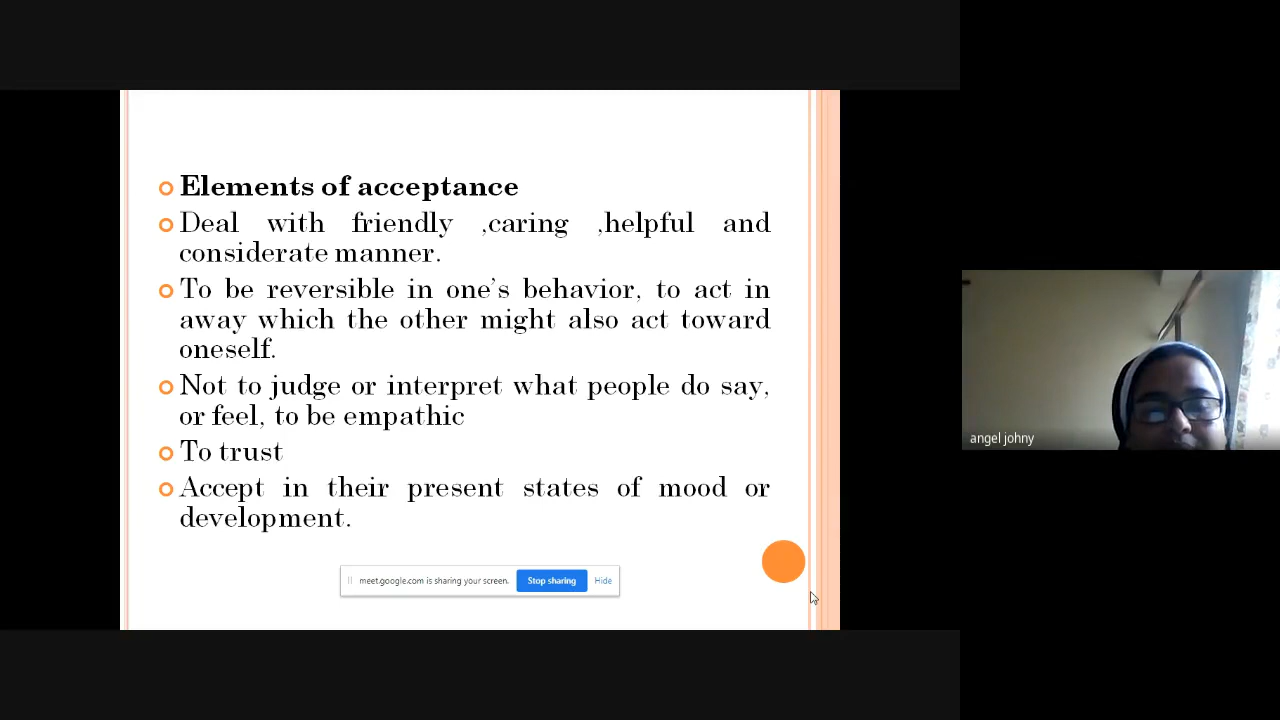 Elements of acceptance
Deal with friendly ,caring ,helpful and
considerate manner.
To be reversible in one’s behavior, to act in
away which the other might also act toward
oneself.
Not to judge or interpret what people do say,
or feel, to be empathic
To trust
Accept in their present states of mood or
development.
meet.google.com is sharing your screen. Stop sharing Hide
angel johny